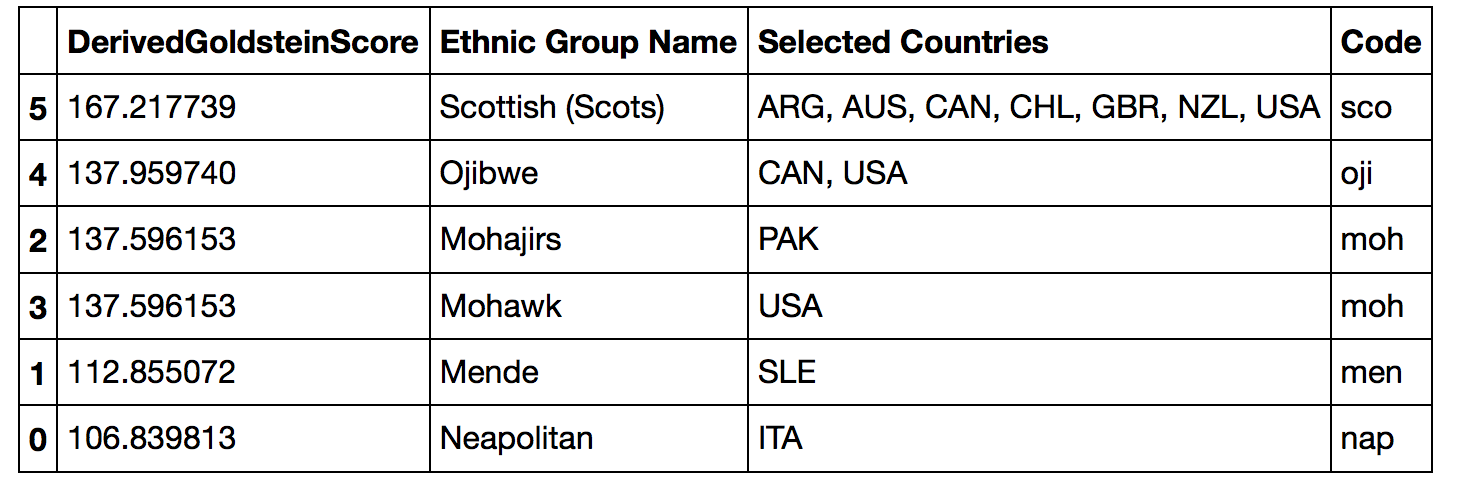 DerivedGoldsteinScore Ethnic Group Name Selected Countries Code
5 167.217739 Scottish (Scots) ARG, AUS, CAN, CHL, GBR, NZL, USA sco
4 137.959740 Ojibwe CAN, USA oji
2 137.596153 Mohajirs PAK moh
3 137.596153 Mohawk USA moh
1 112.855072 Mende SLE men
0 106.839813 Neapolitan ITA nap